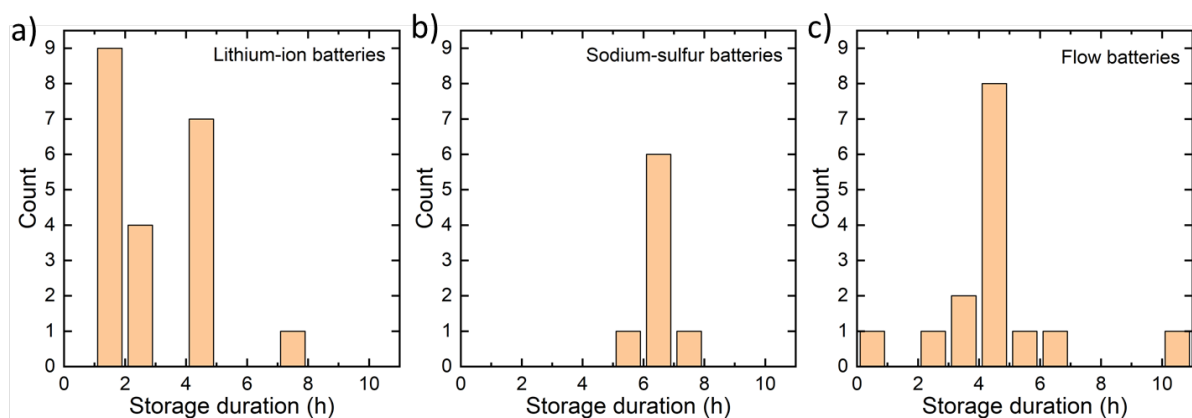 a)
Lithium-ion batteries
9
8
7
6
5
4
3
2
1
0
Count
0 2 4 6 8 10
Storage duration (h)
b)
Sodium-sulfur batteries
9
8
7
6
5
4
3
2
1
0
Count
0 2 4 6 8 10
Storage duration (h)
c)
Flow batteries
9
8
7
6
5
4
3
2
1
0
Count
0 2 4 6 8 10
Storage duration (h)